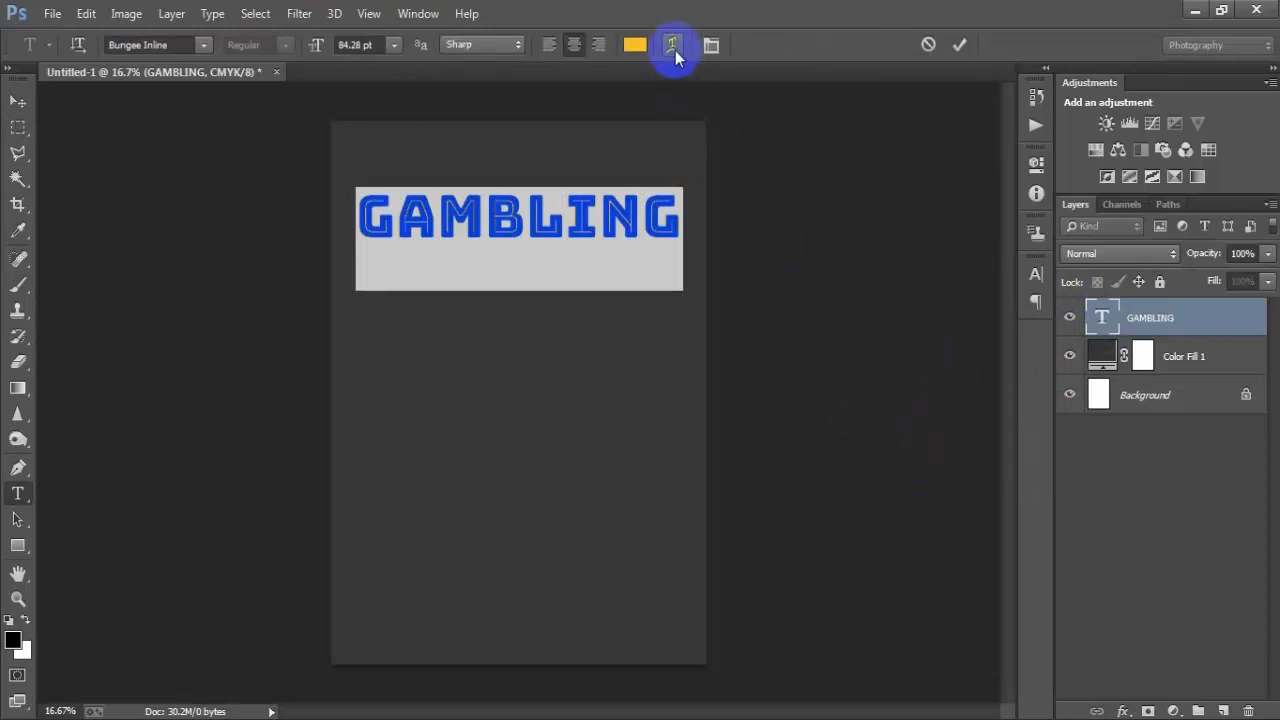 Ps File Edit Image Layer Type Select Filter 3D View Window Help
T Bungee Inline Regular 84.28 pt Sharp Photography
Untitled-1 @ 16.7% (GAMBLING, CMYK/8) *
Adjustments
Add an adjustment
GAMBLING
Layers Channels Paths
Kind
Normal Opacity: 100%
Lock: Fill: 100%
GAMBLING
Color Fill 1
Background
16.67% Doc: 30.2M/0 bytes